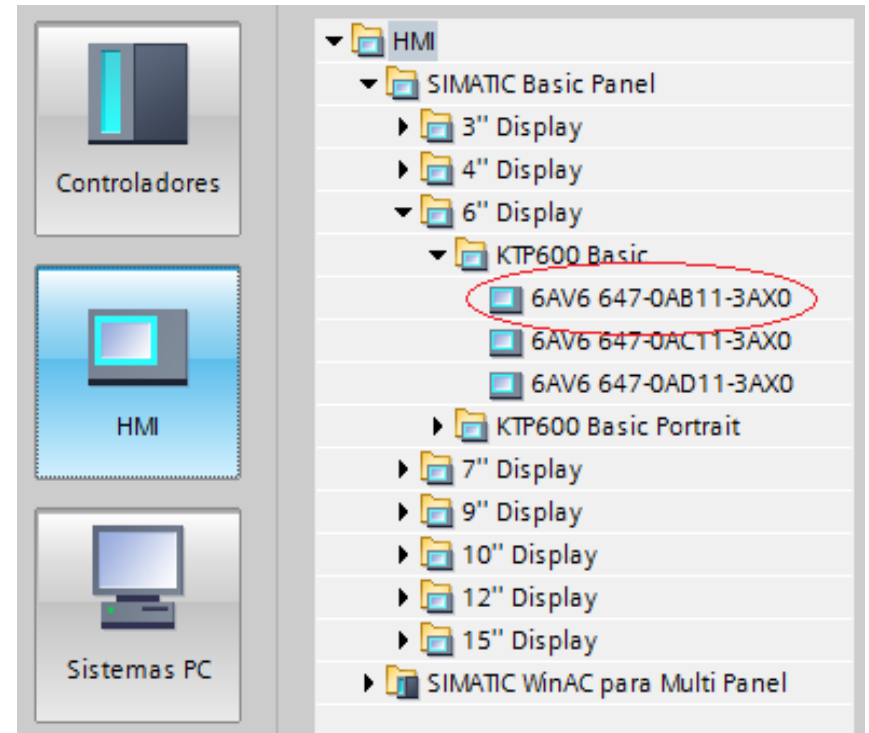 Controladores
HMI
Sistemas PC
HMI
SIMATIC Basic Panel
3'' Display
4'' Display
6'' Display
KTP600 Basic
6AV6 647-0AB11-3AX0
6AV6 647-0AC11-3AX0
6AV6 647-0AD11-3AX0
KTP600 Basic Portrait
7'' Display
9'' Display
10'' Display
12'' Display
15'' Display
SIMATIC WinAC para Multi Panel